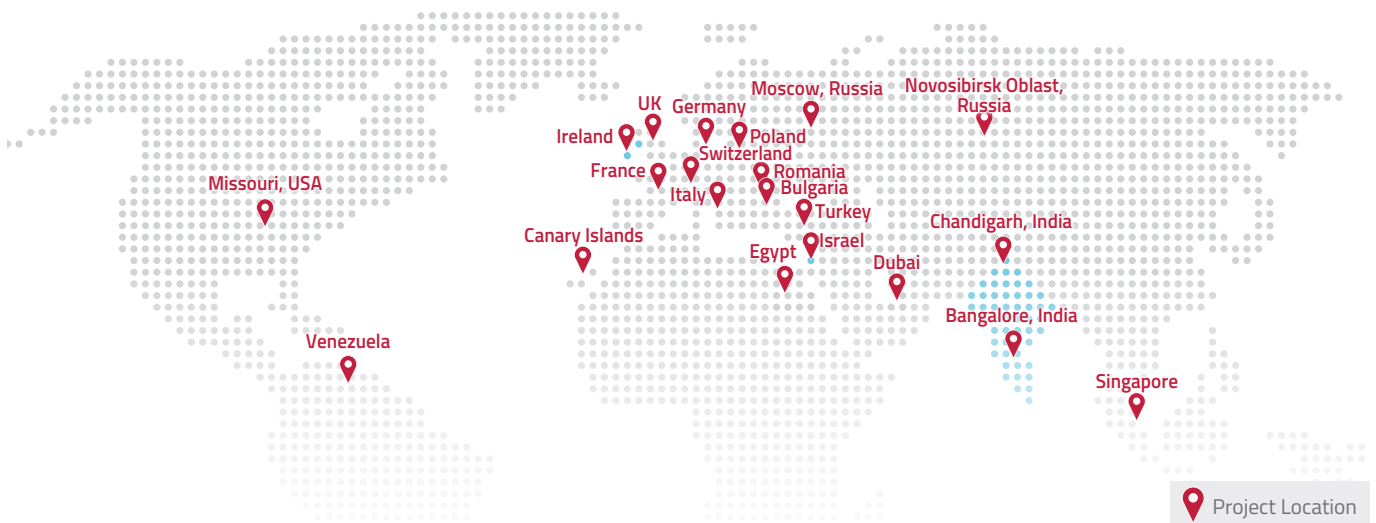 Moscow, Russia
Novosibirsk Oblast,
Russia
UK
Germany
Ireland
Poland
Switzerland
France
Romania
Italy
Bulgaria
Missouri, USA
Turkey
Chandigarh, India
Canary Islands
Israel
Egypt
Dubai
Bangalore, India
Venezuela
Singapore
Project Location